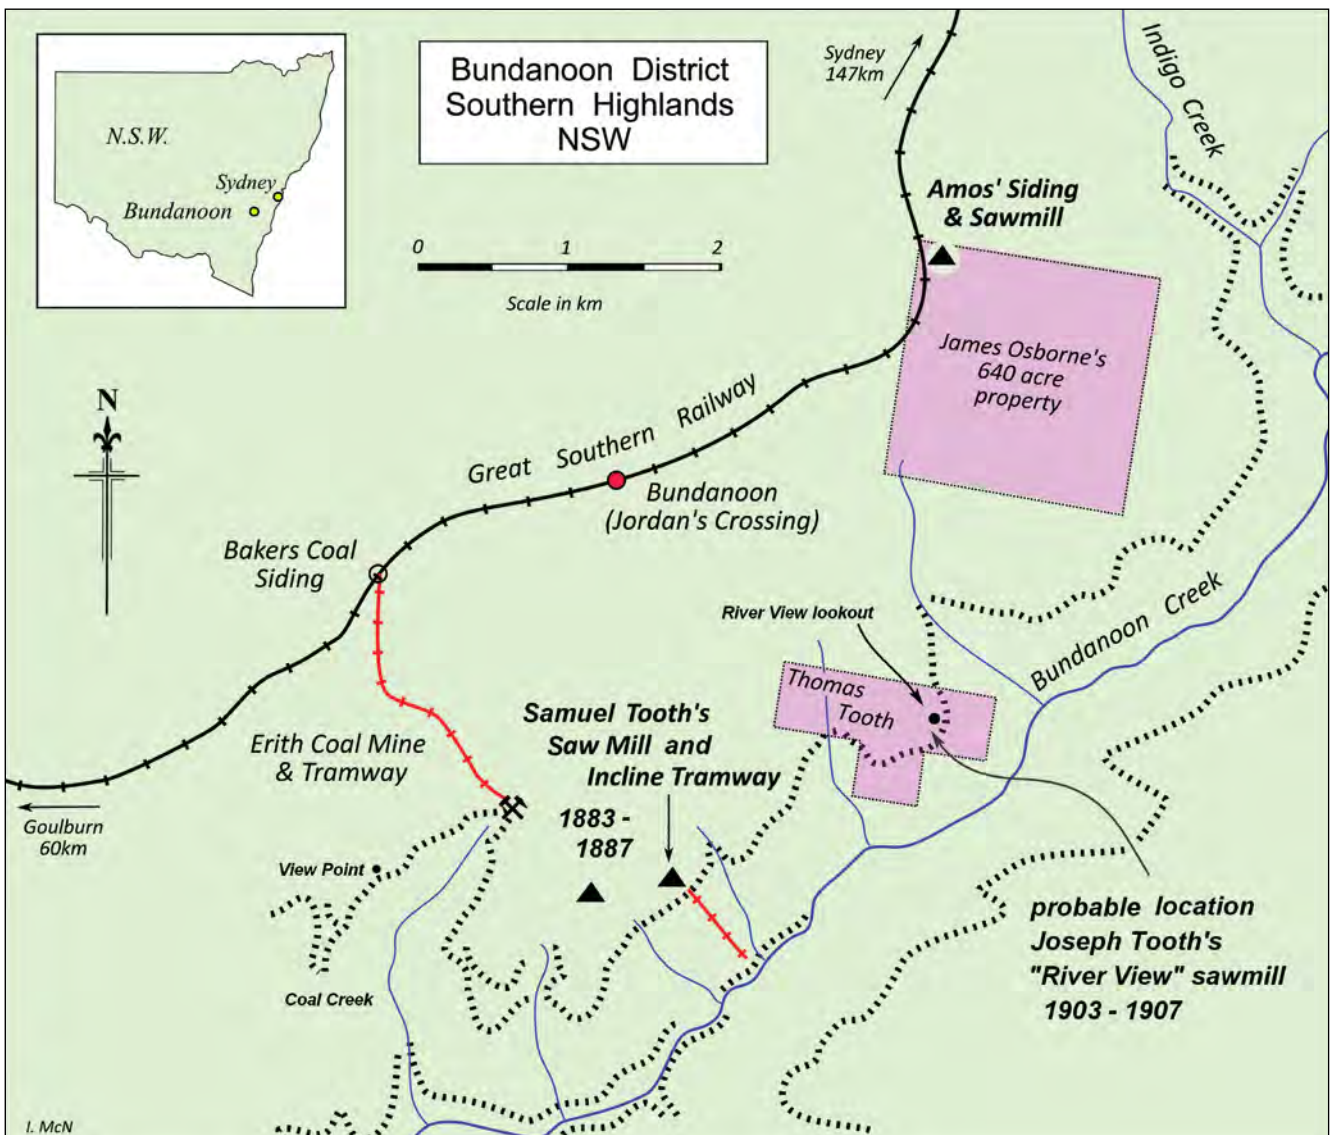 Bundanoon District
Southern Highlands
NSW
N.S.W.
Sydney
Bundanoon
0 1 2
Scale in km
Sydney
147km
Indigo Creek
Amos' Siding
& Sawmill
James Osborne's
640 acre
property
N
Great Southern Railway
Bundanoon
(Jordan's Crossing)
Bakers Coal
Siding
River View lookout
Bundanoon Creek
Thomas
Tooth
Samuel Tooth's
Saw Mill and
Incline Tramway
Erith Coal Mine
& Tramway
1883 -
1887
Goulburn
60km
View Point
Coal Creek
probable location
Joseph Tooth's
"River View" sawmill
1903 - 1907
I. McN